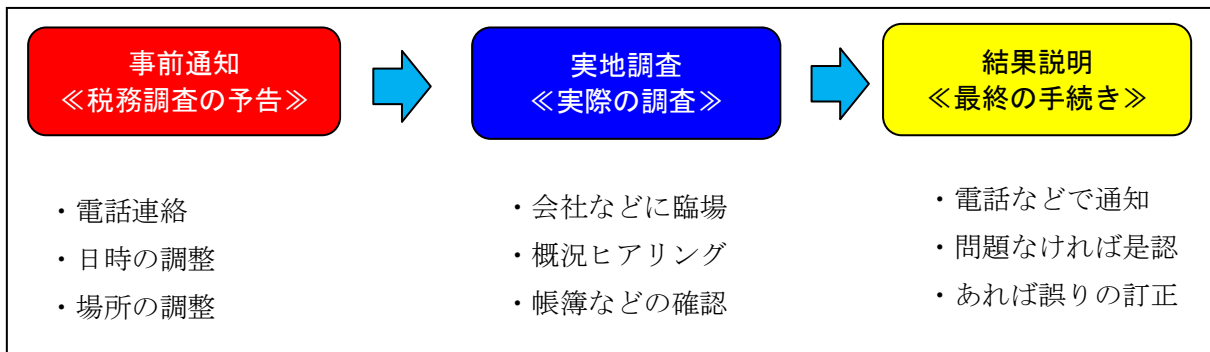 事前通知
≪税務調査の予告≫
実地調査
≪実際の調査≫
結果説明
≪最終の手続き≫
・電話連絡
・日時の調整
・場所の調整
・会社などに臨場
・概況ヒアリング
・帳簿などの確認
・電話などで通知
・問題なければ是認
・あれば誤りの訂正